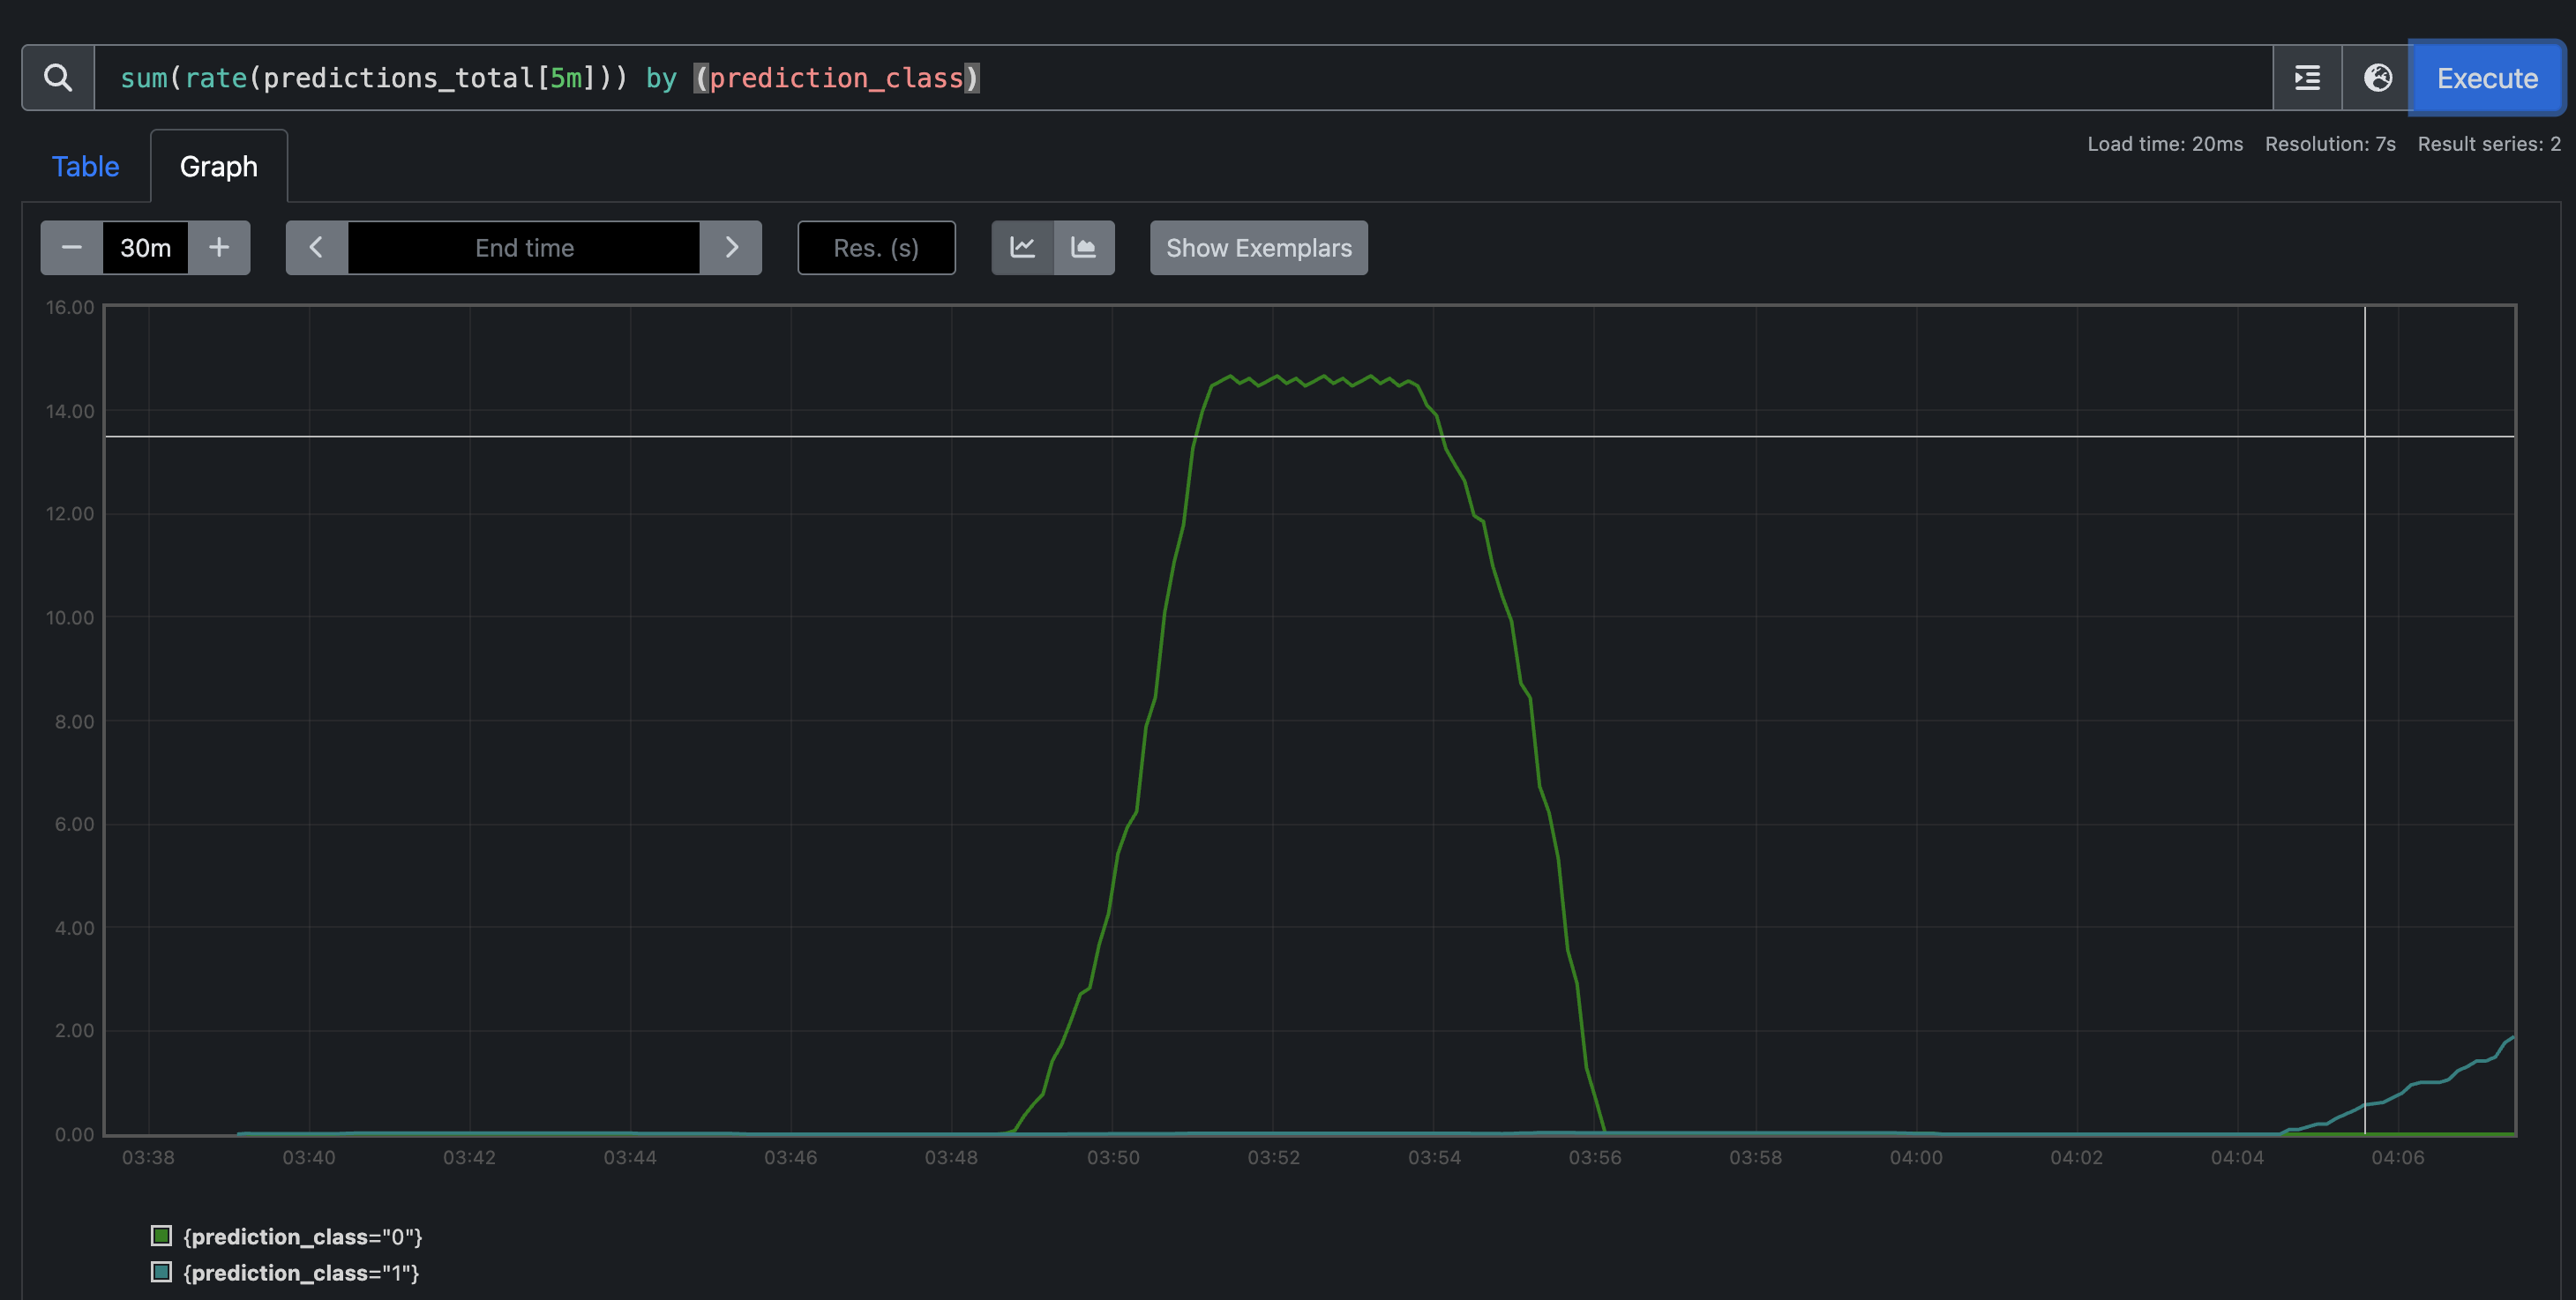 sum(rate(predictions_total[5m])) by (prediction_class)
Execute
Table
Graph
Load time: 20ms Resolution: 7s Result series: 2
30m
End time
Res. (s)
Show Exemplars
16.00
14.00
12.00
10.00
8.00
6.00
4.00
2.00
0.00
03:38 03:40 03:42 03:44 03:46 03:48 03:50 03:52 03:54 03:56 03:58 04:00 04:02 04:04 04:06
{prediction_class="0"}
{prediction_class="1"}